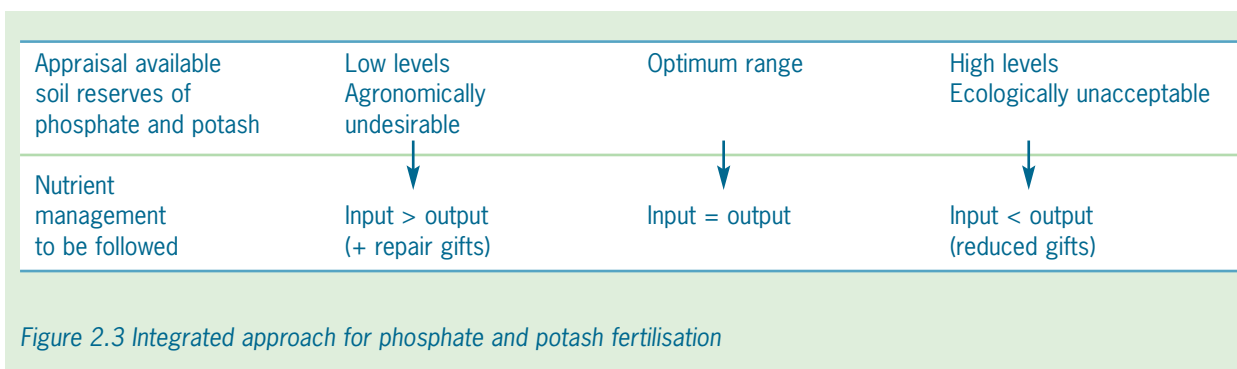 Appraisal available
soil reserves of
phosphate and potash
Low levels
Agronomically
undesirable
Optimum range
High levels
Ecologically unacceptable
Nutrient
management
to be followed
Input > output
(+ repair gifts)
Input = output
Input < output
(reduced gifts)
Figure 2.3 Integrated approach for phosphate and potash fertilisation